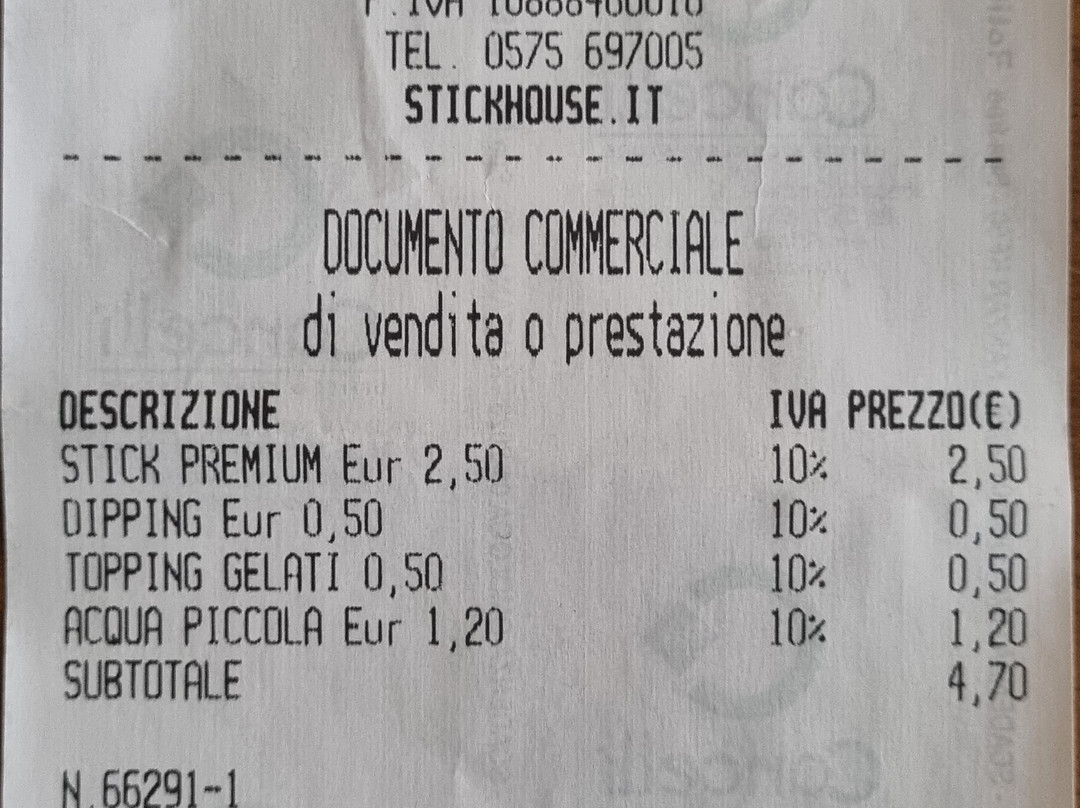 TEL. 0575 697005
STICKHOUSE.IT
DOCUMENTO COMMERCIALE
di vendita o prestazione
DESCRIZIONE IVA PREZZO(€)
STICK PREMIUM Eur 2,50 10% 2,50
DIPPING Eur 0,50 10% 0,50
TOPPING GELATI 0,50 10% 0,50
ACQUA PICCOLA Eur 1,20 10% 1,20
SUBTOTALE 4,70
N.66291-1